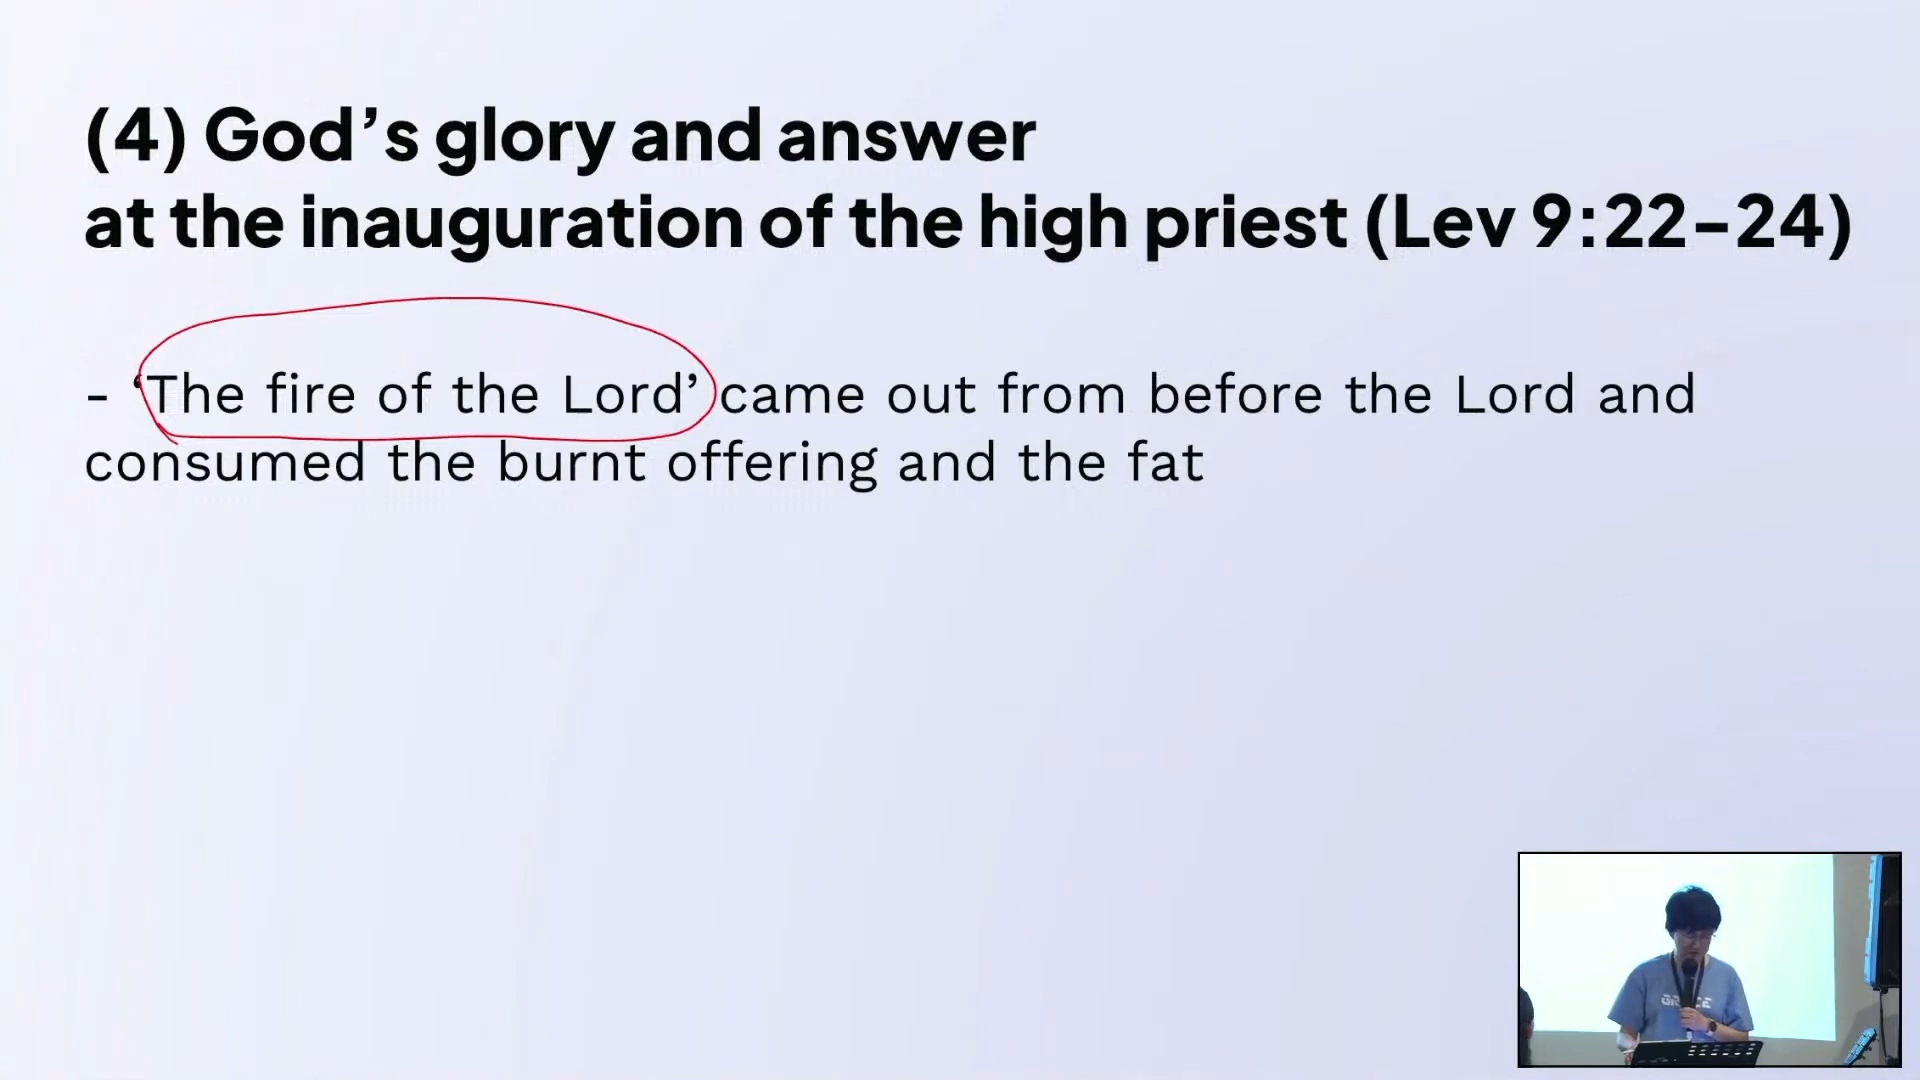 (4) God’s glory and answer
at the inauguration of the high priest (Lev 9:22-24)
- ‘The fire of the Lord’ came out from before the Lord and
consumed the burnt offering and the fat